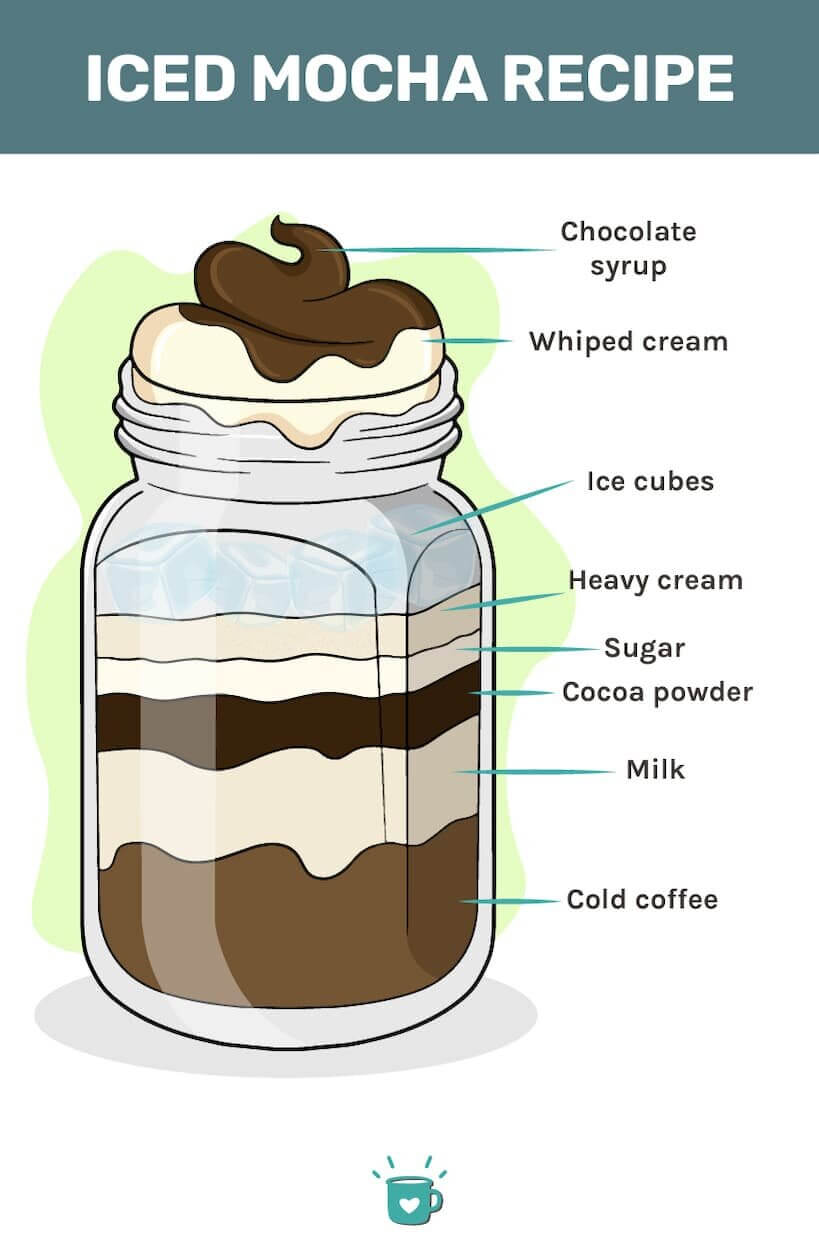 ICED MOCHA RECIPE
Chocolate
syrup
Whiped cream
Ice cubes
Heavy cream
Sugar
Cocoa powder
Milk
Cold coffee